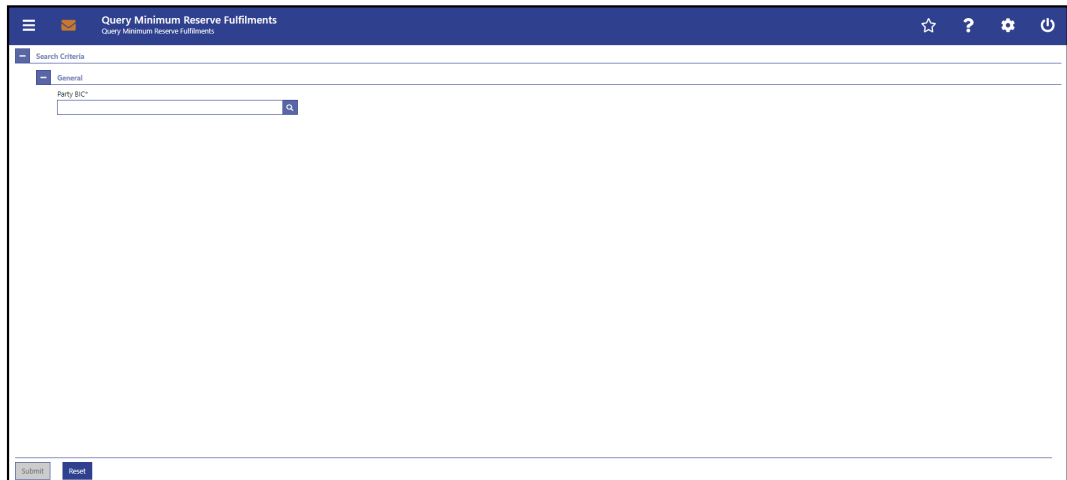 Query Minimum Reserve Fulfilments
Query Minimum Reserve Fulfilments
Search Criteria
General
Party BIC*
Submit
Reset